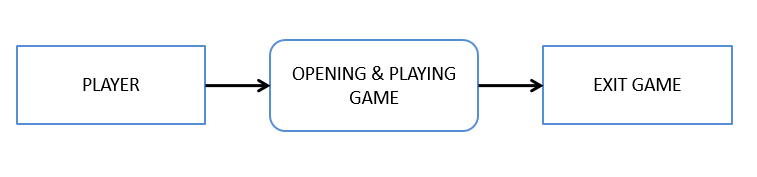 PLAYER
OPENING & PLAYING
GAME
EXIT GAME